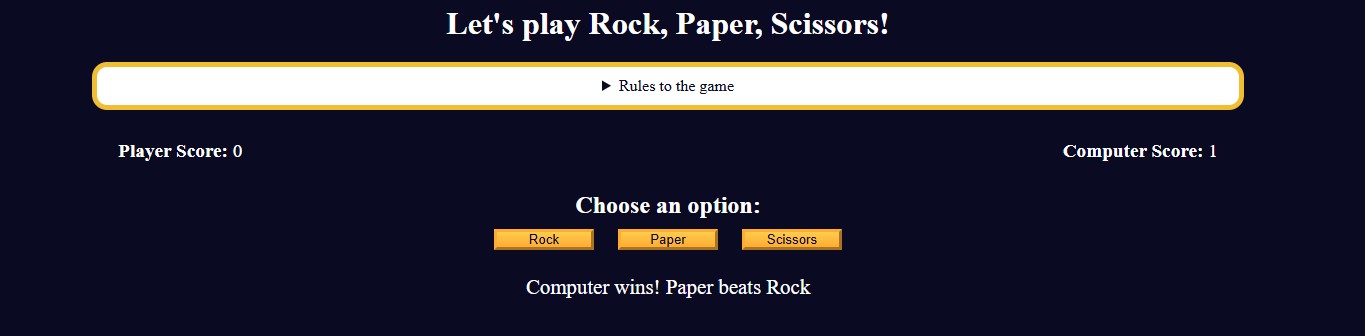 Let's play Rock, Paper, Scissors!
Rules to the game
Player Score: 0
Computer Score: 1
Choose an option:
Rock
Paper
Scissors
Computer wins! Paper beats Rock